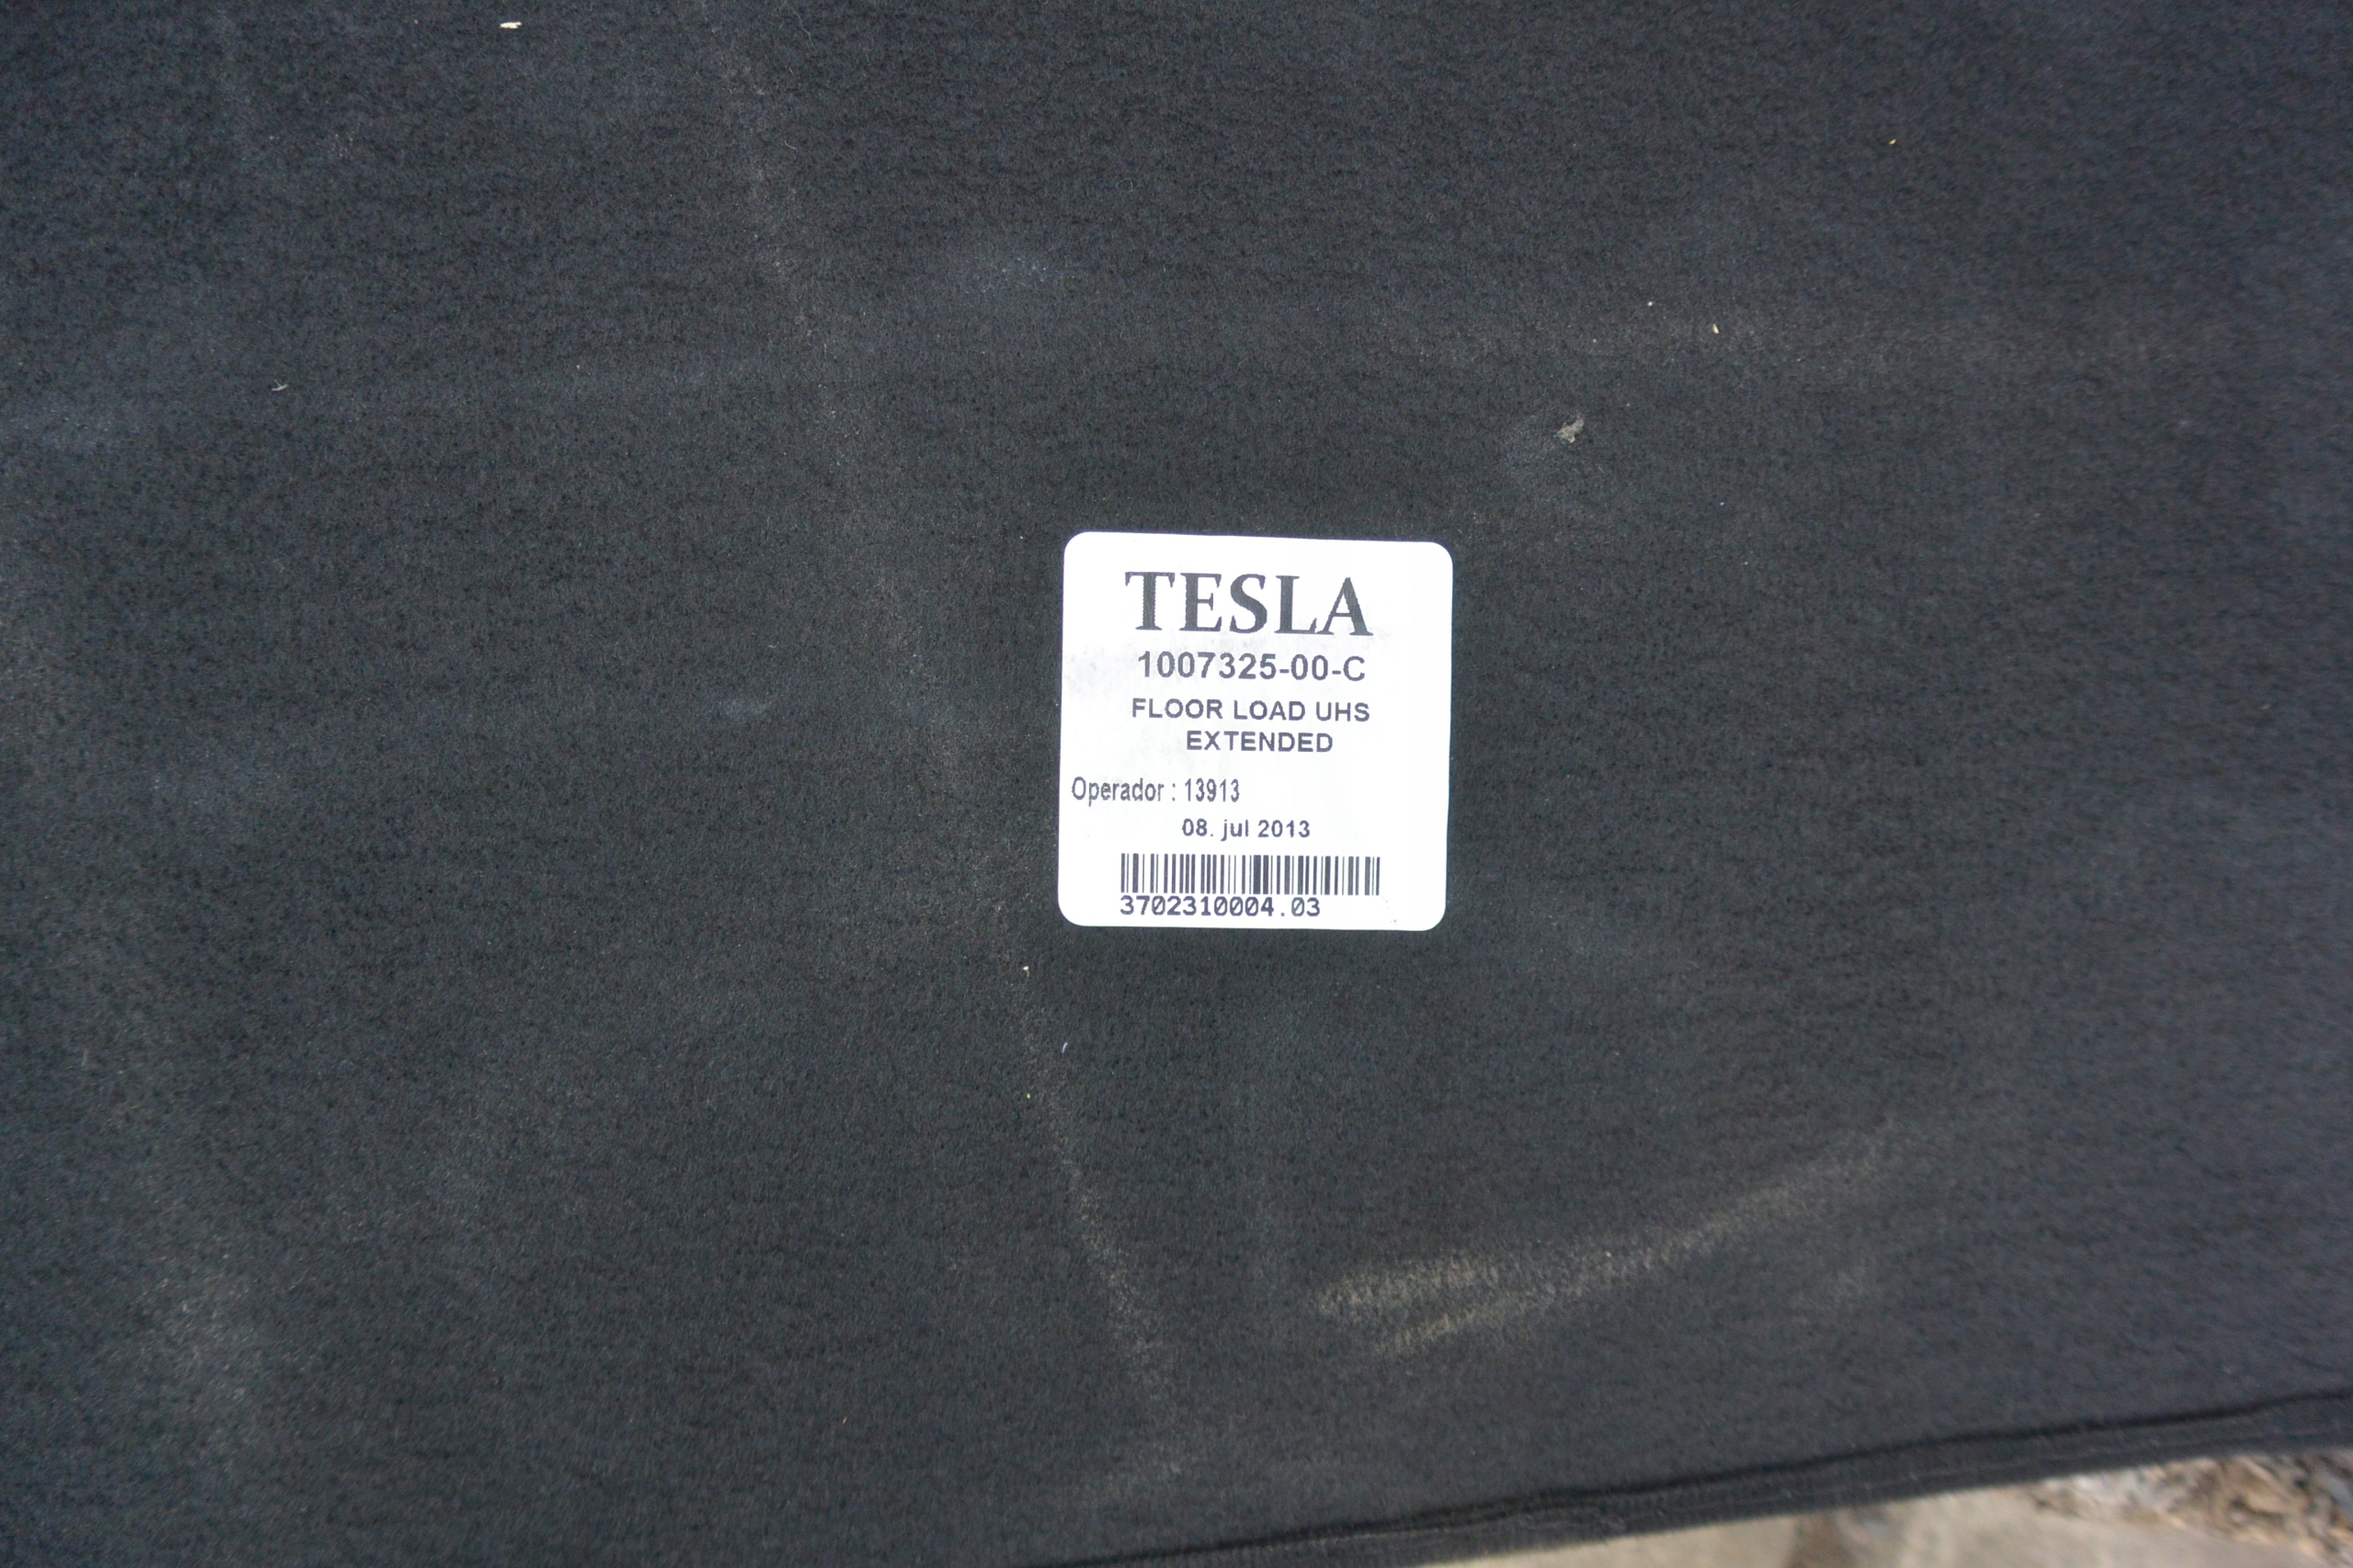 TESLA
1007325-00-C
FLOOR LOAD UHS
EXTENDED
Operador : 13913
08. jul 2013
3702310004.03